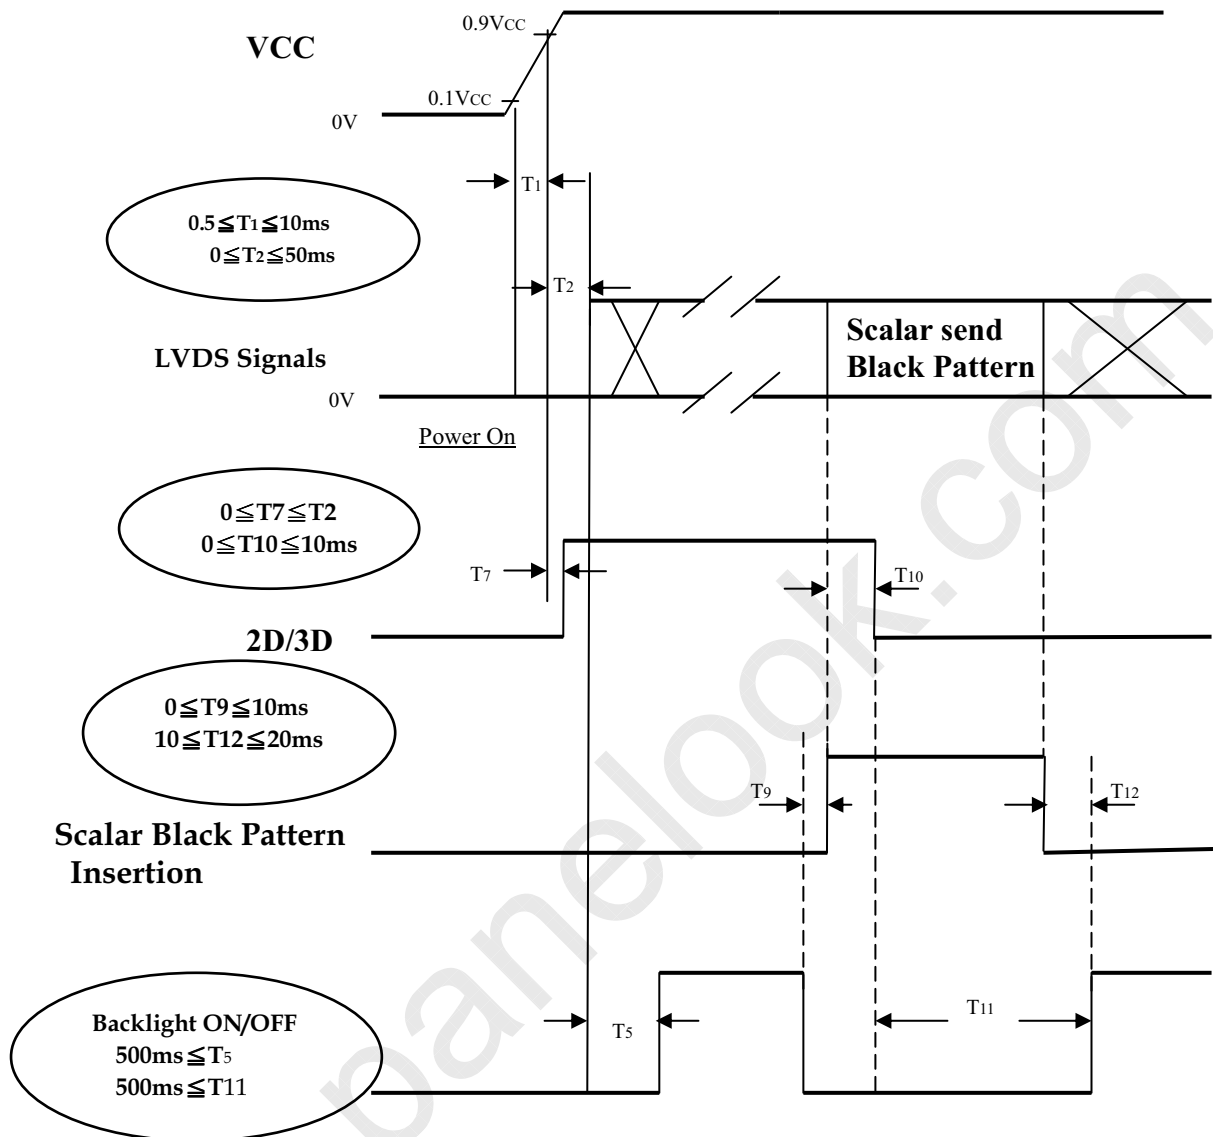 0.9VCC
VCC
0.1VCC
0V
T1
0.5≦T1≦10ms
0≦T2≦50ms
T2
Scalar send
Black Pattern
LVDS Signals
0V
Power On
0≦T7≦T2
0≦T10≦10ms
T7
T10
2D/3D
0≦T9≦10ms
10≦T12≦20ms
T9
T12
Scalar Black Pattern
Insertion
Backlight ON/OFF
500ms≦T5
500ms≦T11
T5
T11
panelook.com